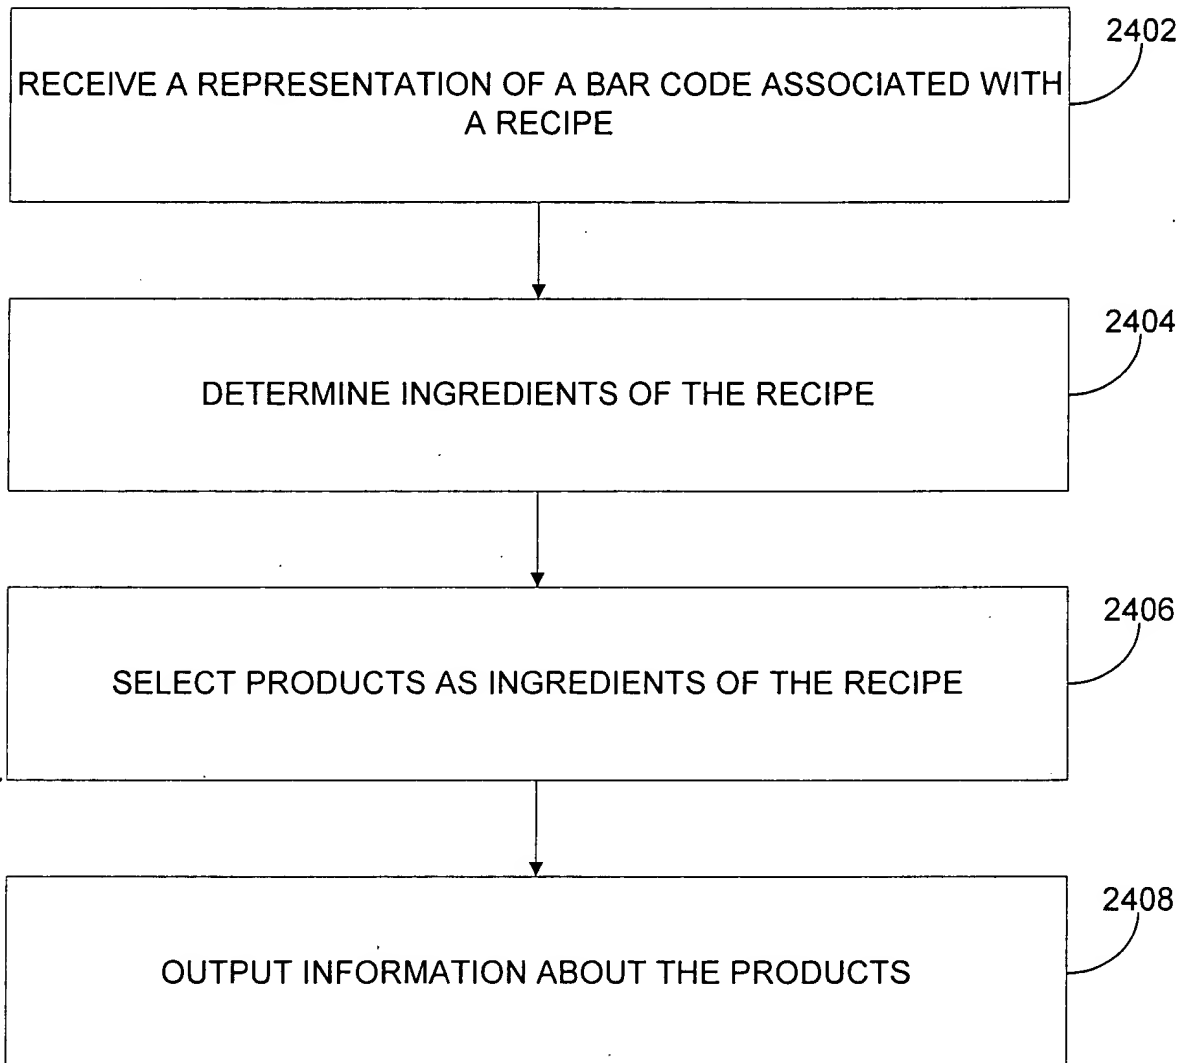 2402
RECEIVE A REPRESENTATION OF A BAR CODE ASSOCIATED WITH
A RECIPE
2404
DETERMINE INGREDIENTS OF THE RECIPE
2406
SELECT PRODUCTS AS INGREDIENTS OF THE RECIPE
2408
OUTPUT INFORMATION ABOUT THE PRODUCTS